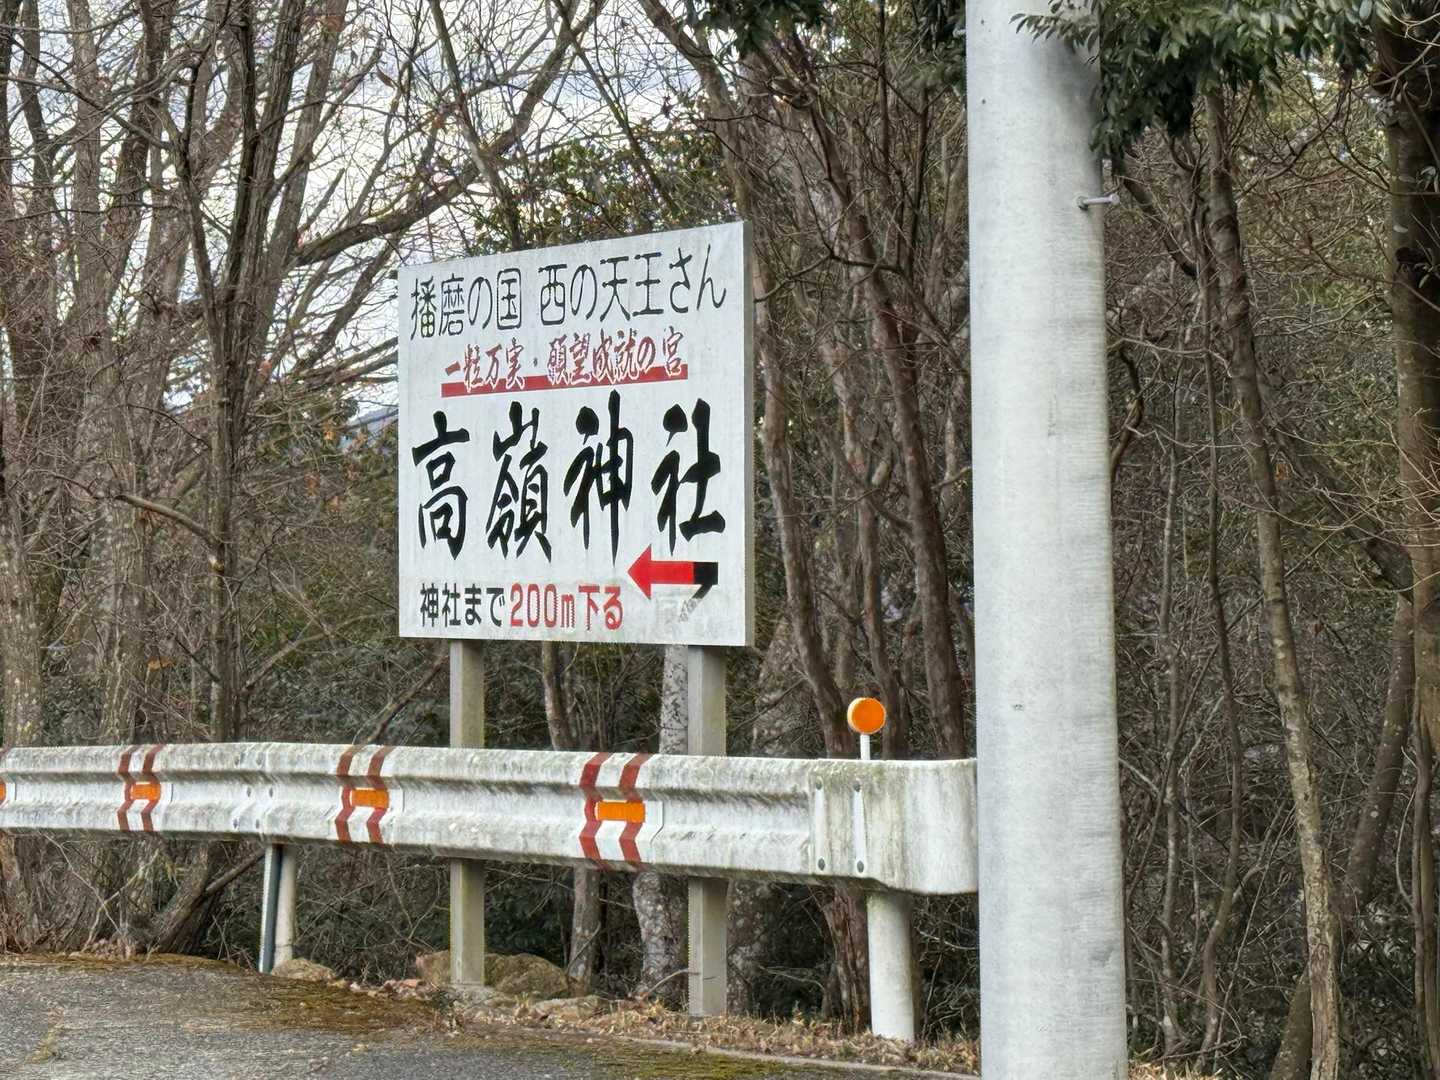 播磨の国 西の天王さん
一粒万実・願望成就の宮
高嶺神社
神社まで200m下る